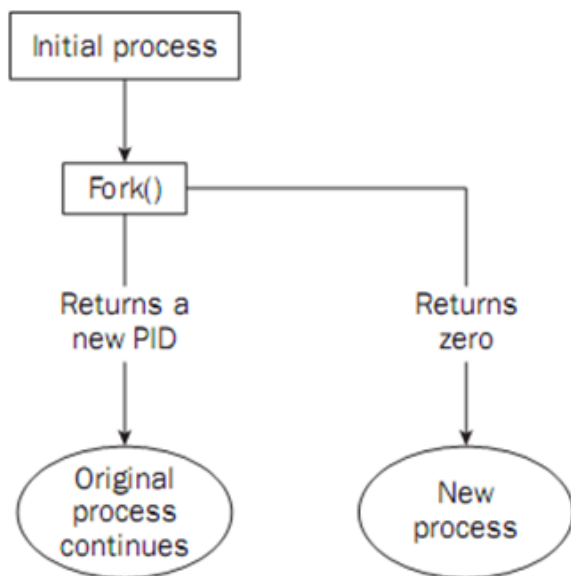 Initial process
Fork()
Returns a
new PID
Returns
zero
Original
process
continues
New
process